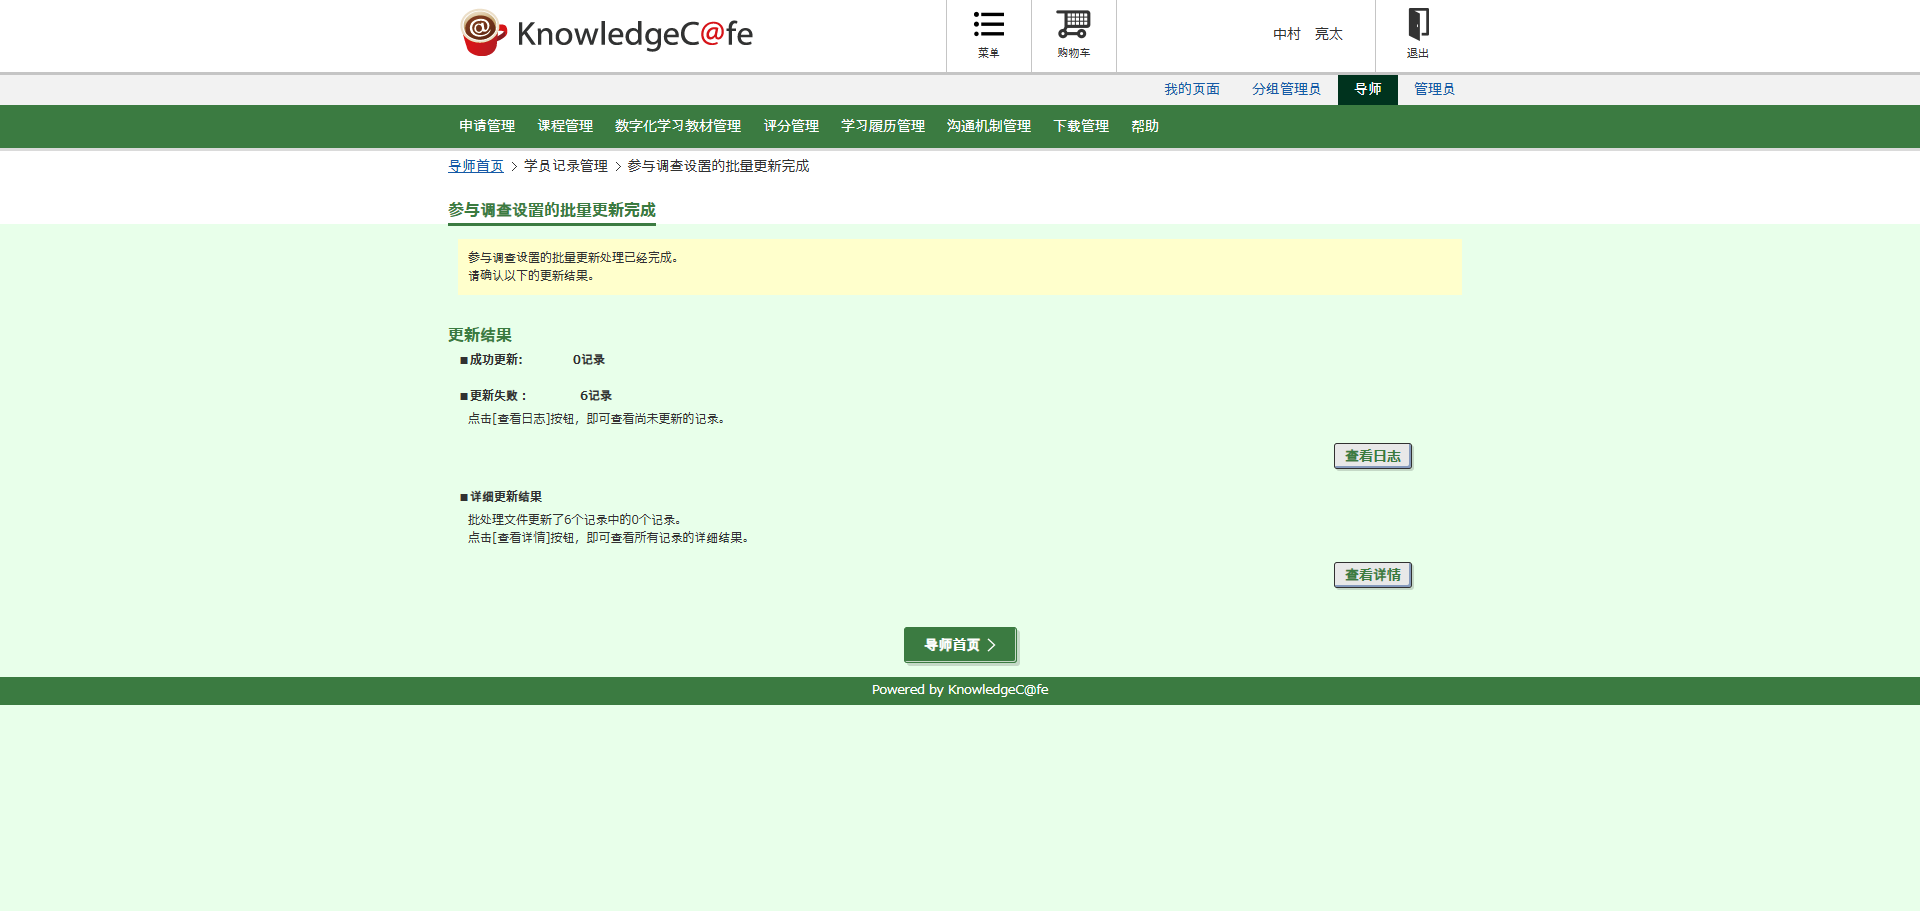 KnowledgeC@fe
菜单
购物车
中村　亮太
退出
我的页面 分组管理员 导师 管理员
申请管理 课程管理 数字化学习教材管理 评分管理 学习履历管理 沟通机制管理 下载管理 帮助
导师首页 > 学员记录管理 > 参与调查设置的批量更新完成
参与调查设置的批量更新完成
参与调查设置的批量更新处理已经完成。
请确认以下的更新结果。
更新结果
■成功更新: 0记录
■更新失败： 6记录
点击[查看日志]按钮，即可查看尚未更新的记录。
查看日志
■详细更新结果
批处理文件更新了6个记录中的0个记录。
点击[查看详情]按钮，即可查看所有记录的详细结果。
查看详情
导师首页 >
Powered by KnowledgeC@fe